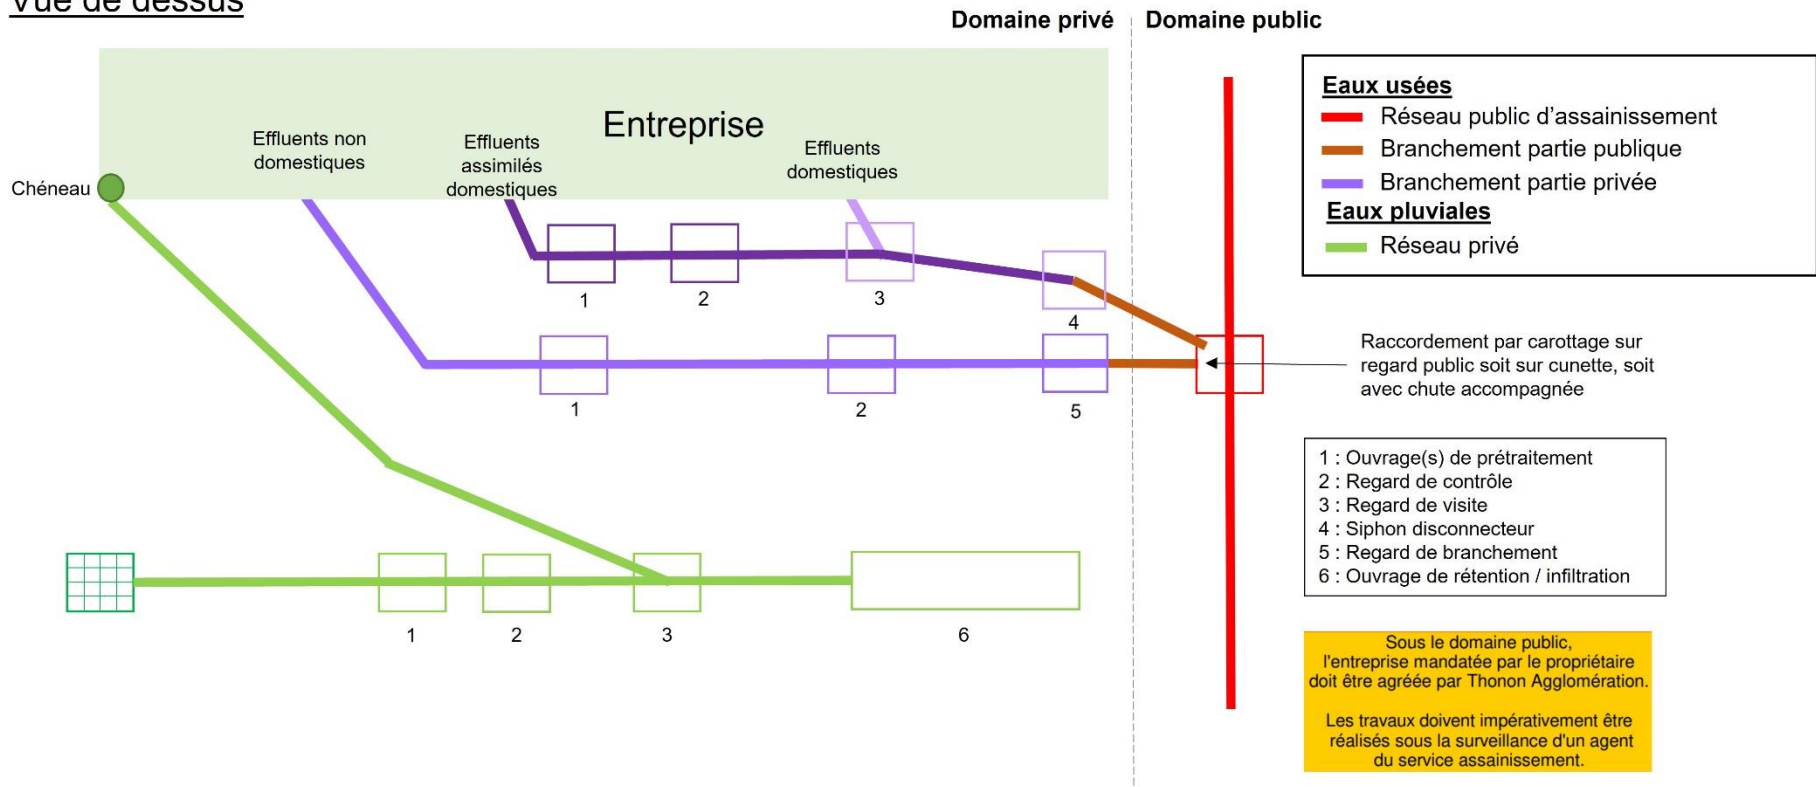 Vue de dessus
Domaine privé
Domaine public
Entreprise
Effluents non
domestiques
Effluents
assimilés
domestiques
Effluents
domestiques
Chéneau
1
2
3
4
1
2
5
1
2
3
6
Eaux usées
Réseau public d’assainissement
Branchement partie publique
Branchement partie privée
Eaux pluviales
Réseau privé
Raccordement par carottage sur
regard public soit sur cunette, soit
avec chute accompagnée
1 : Ouvrage(s) de prétraitement
2 : Regard de contrôle
3 : Regard de visite
4 : Siphon disconnecteur
5 : Regard de branchement
6 : Ouvrage de rétention / infiltration
Sous le domaine public,
l'entreprise mandatée par le propriétaire
doit être agréée par Thonon Agglomération.
Les travaux doivent impérativement être
réalisés sous la surveillance d'un agent
du service assainissement.